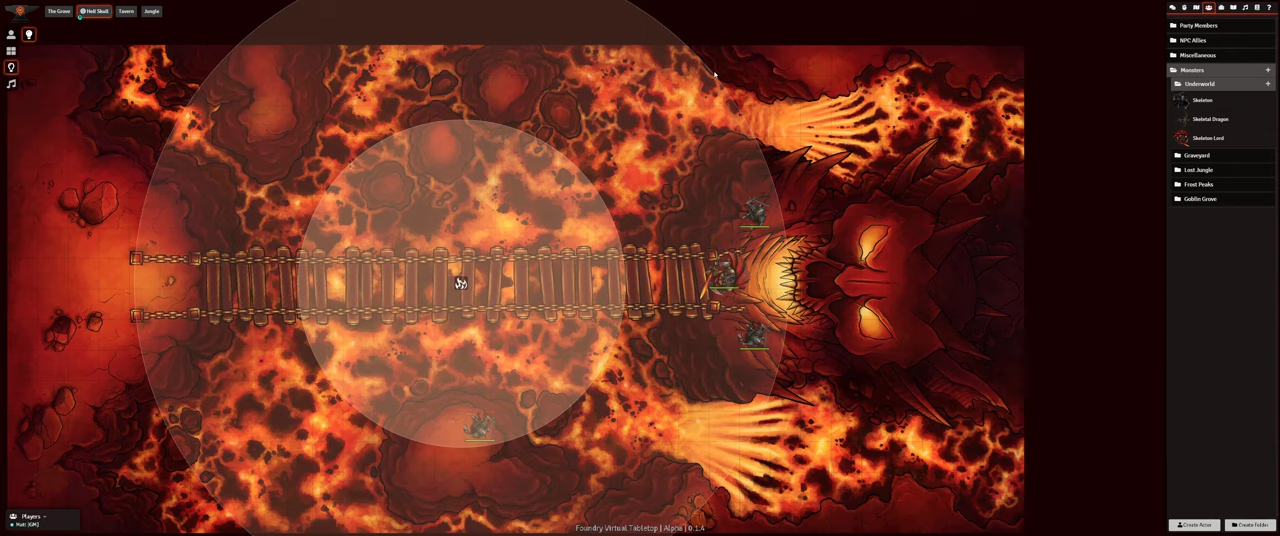 The Grove
Hell Skull
Tavern
Jungle
Party Members
NPC Allies
Miscellaneous
Monsters
Underworld
Skeleton
Skeletal Dragon
Skeleton Lord
Graveyard
Lost Jungle
Frost Peaks
Goblin Grove
Players
Matt [GM]
Foundry Virtual Tabletop | Alpha | 0.1.4
Create Actor
Create Folder